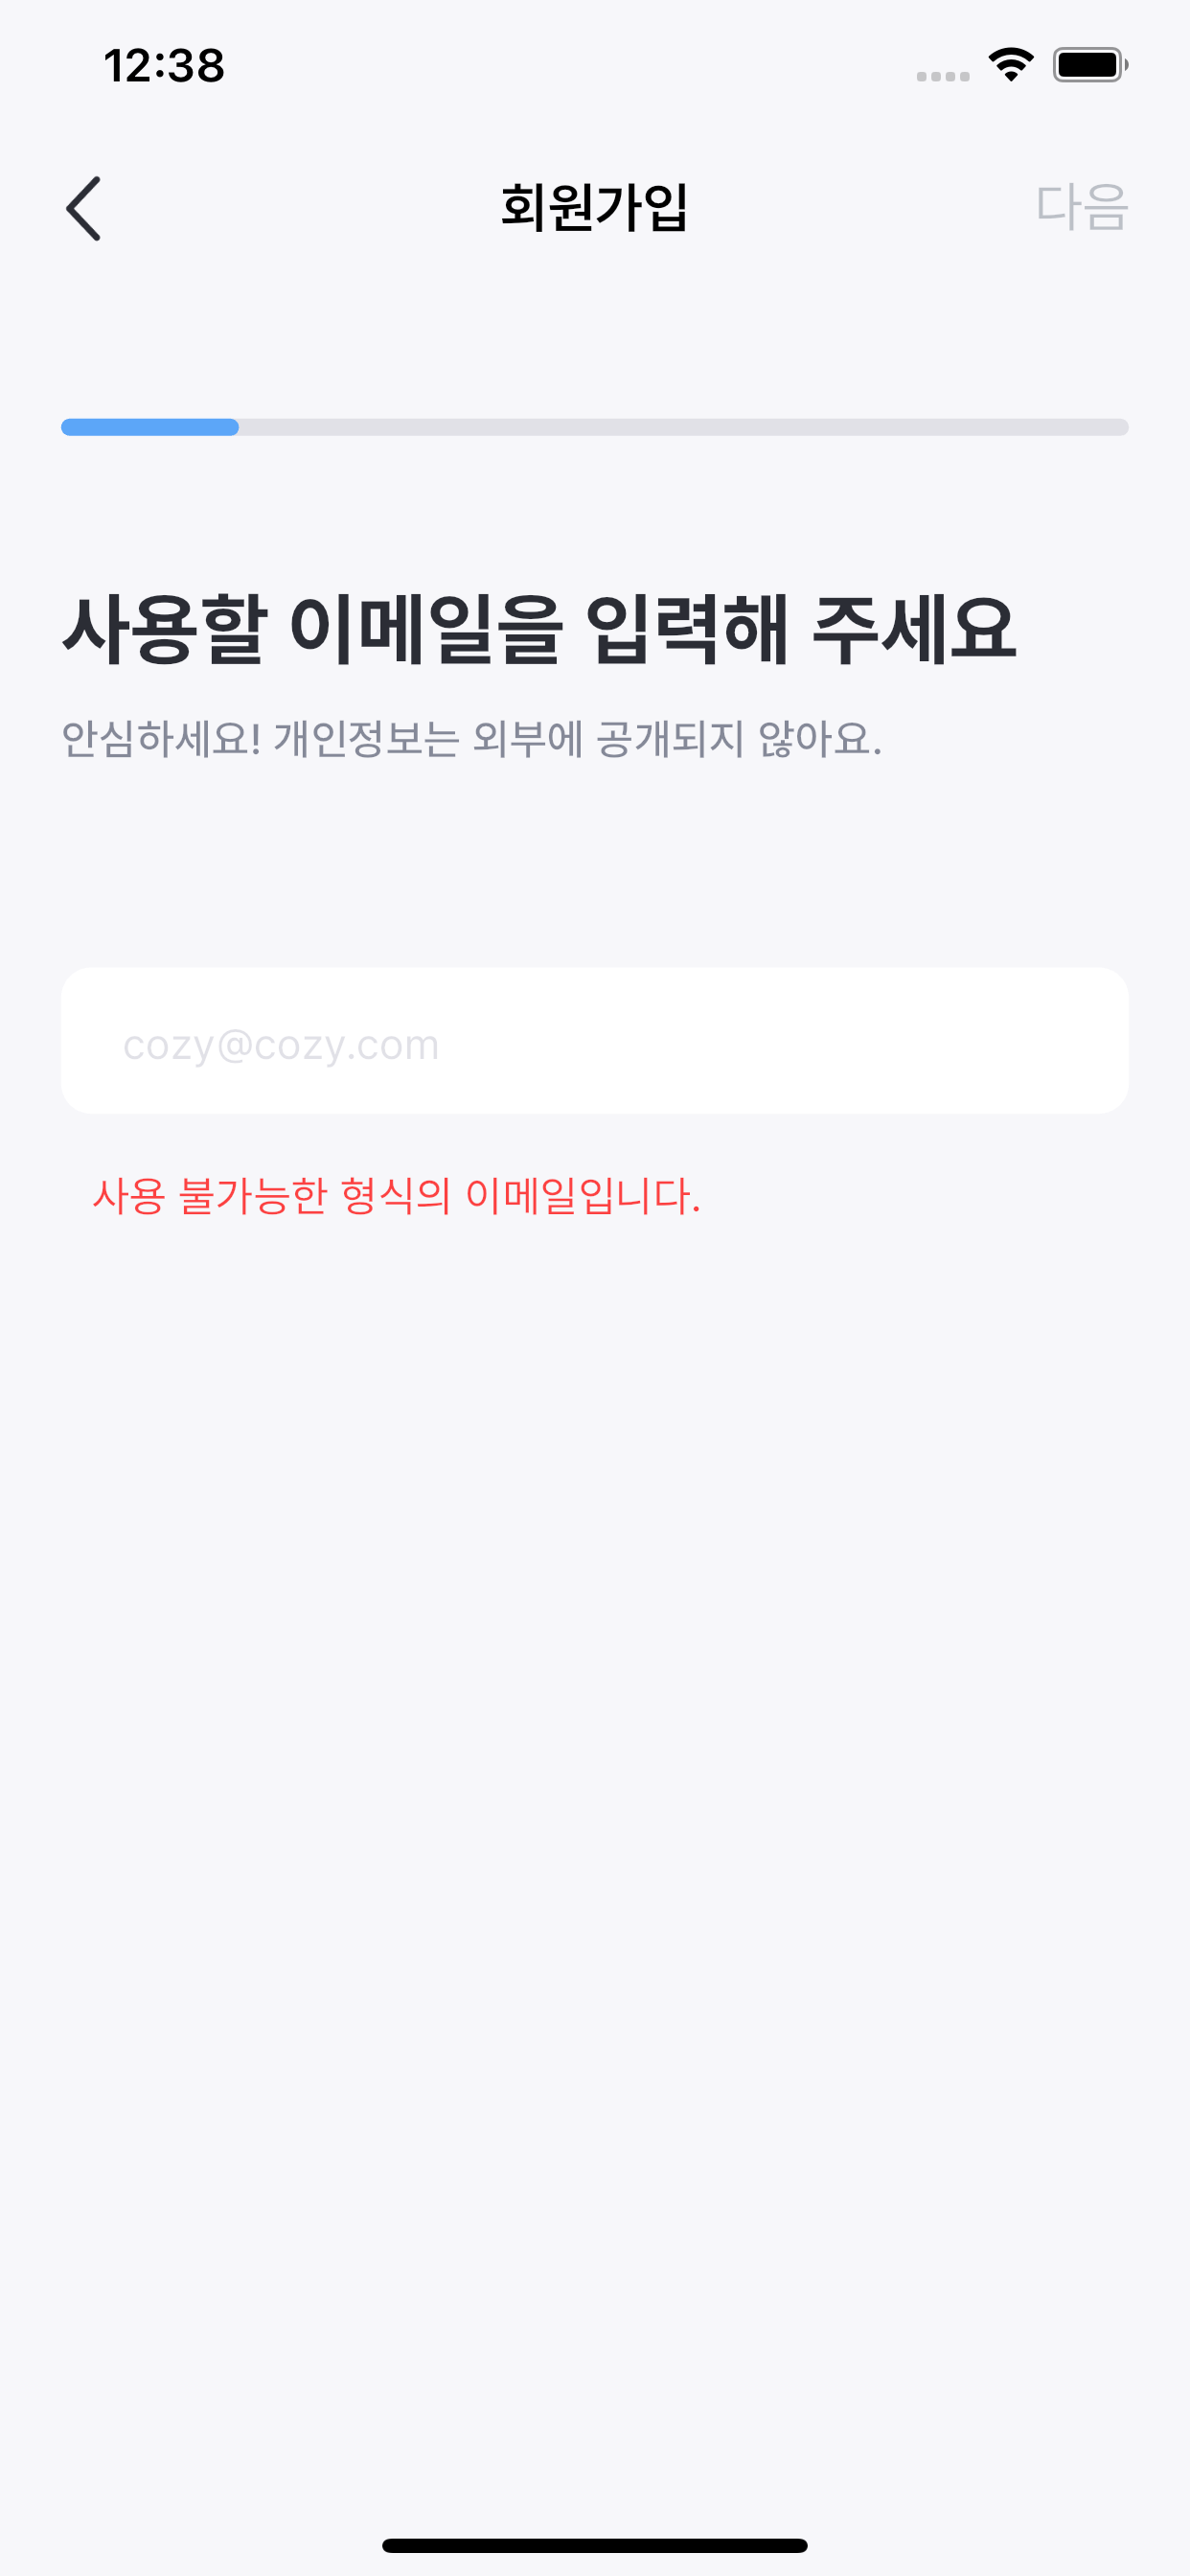 12:38
회원가입
다음
사용할 이메일을 입력해 주세요
안심하세요! 개인정보는 외부에 공개되지 않아요.
cozy@cozy.com
사용 불가능한 형식의 이메일입니다.